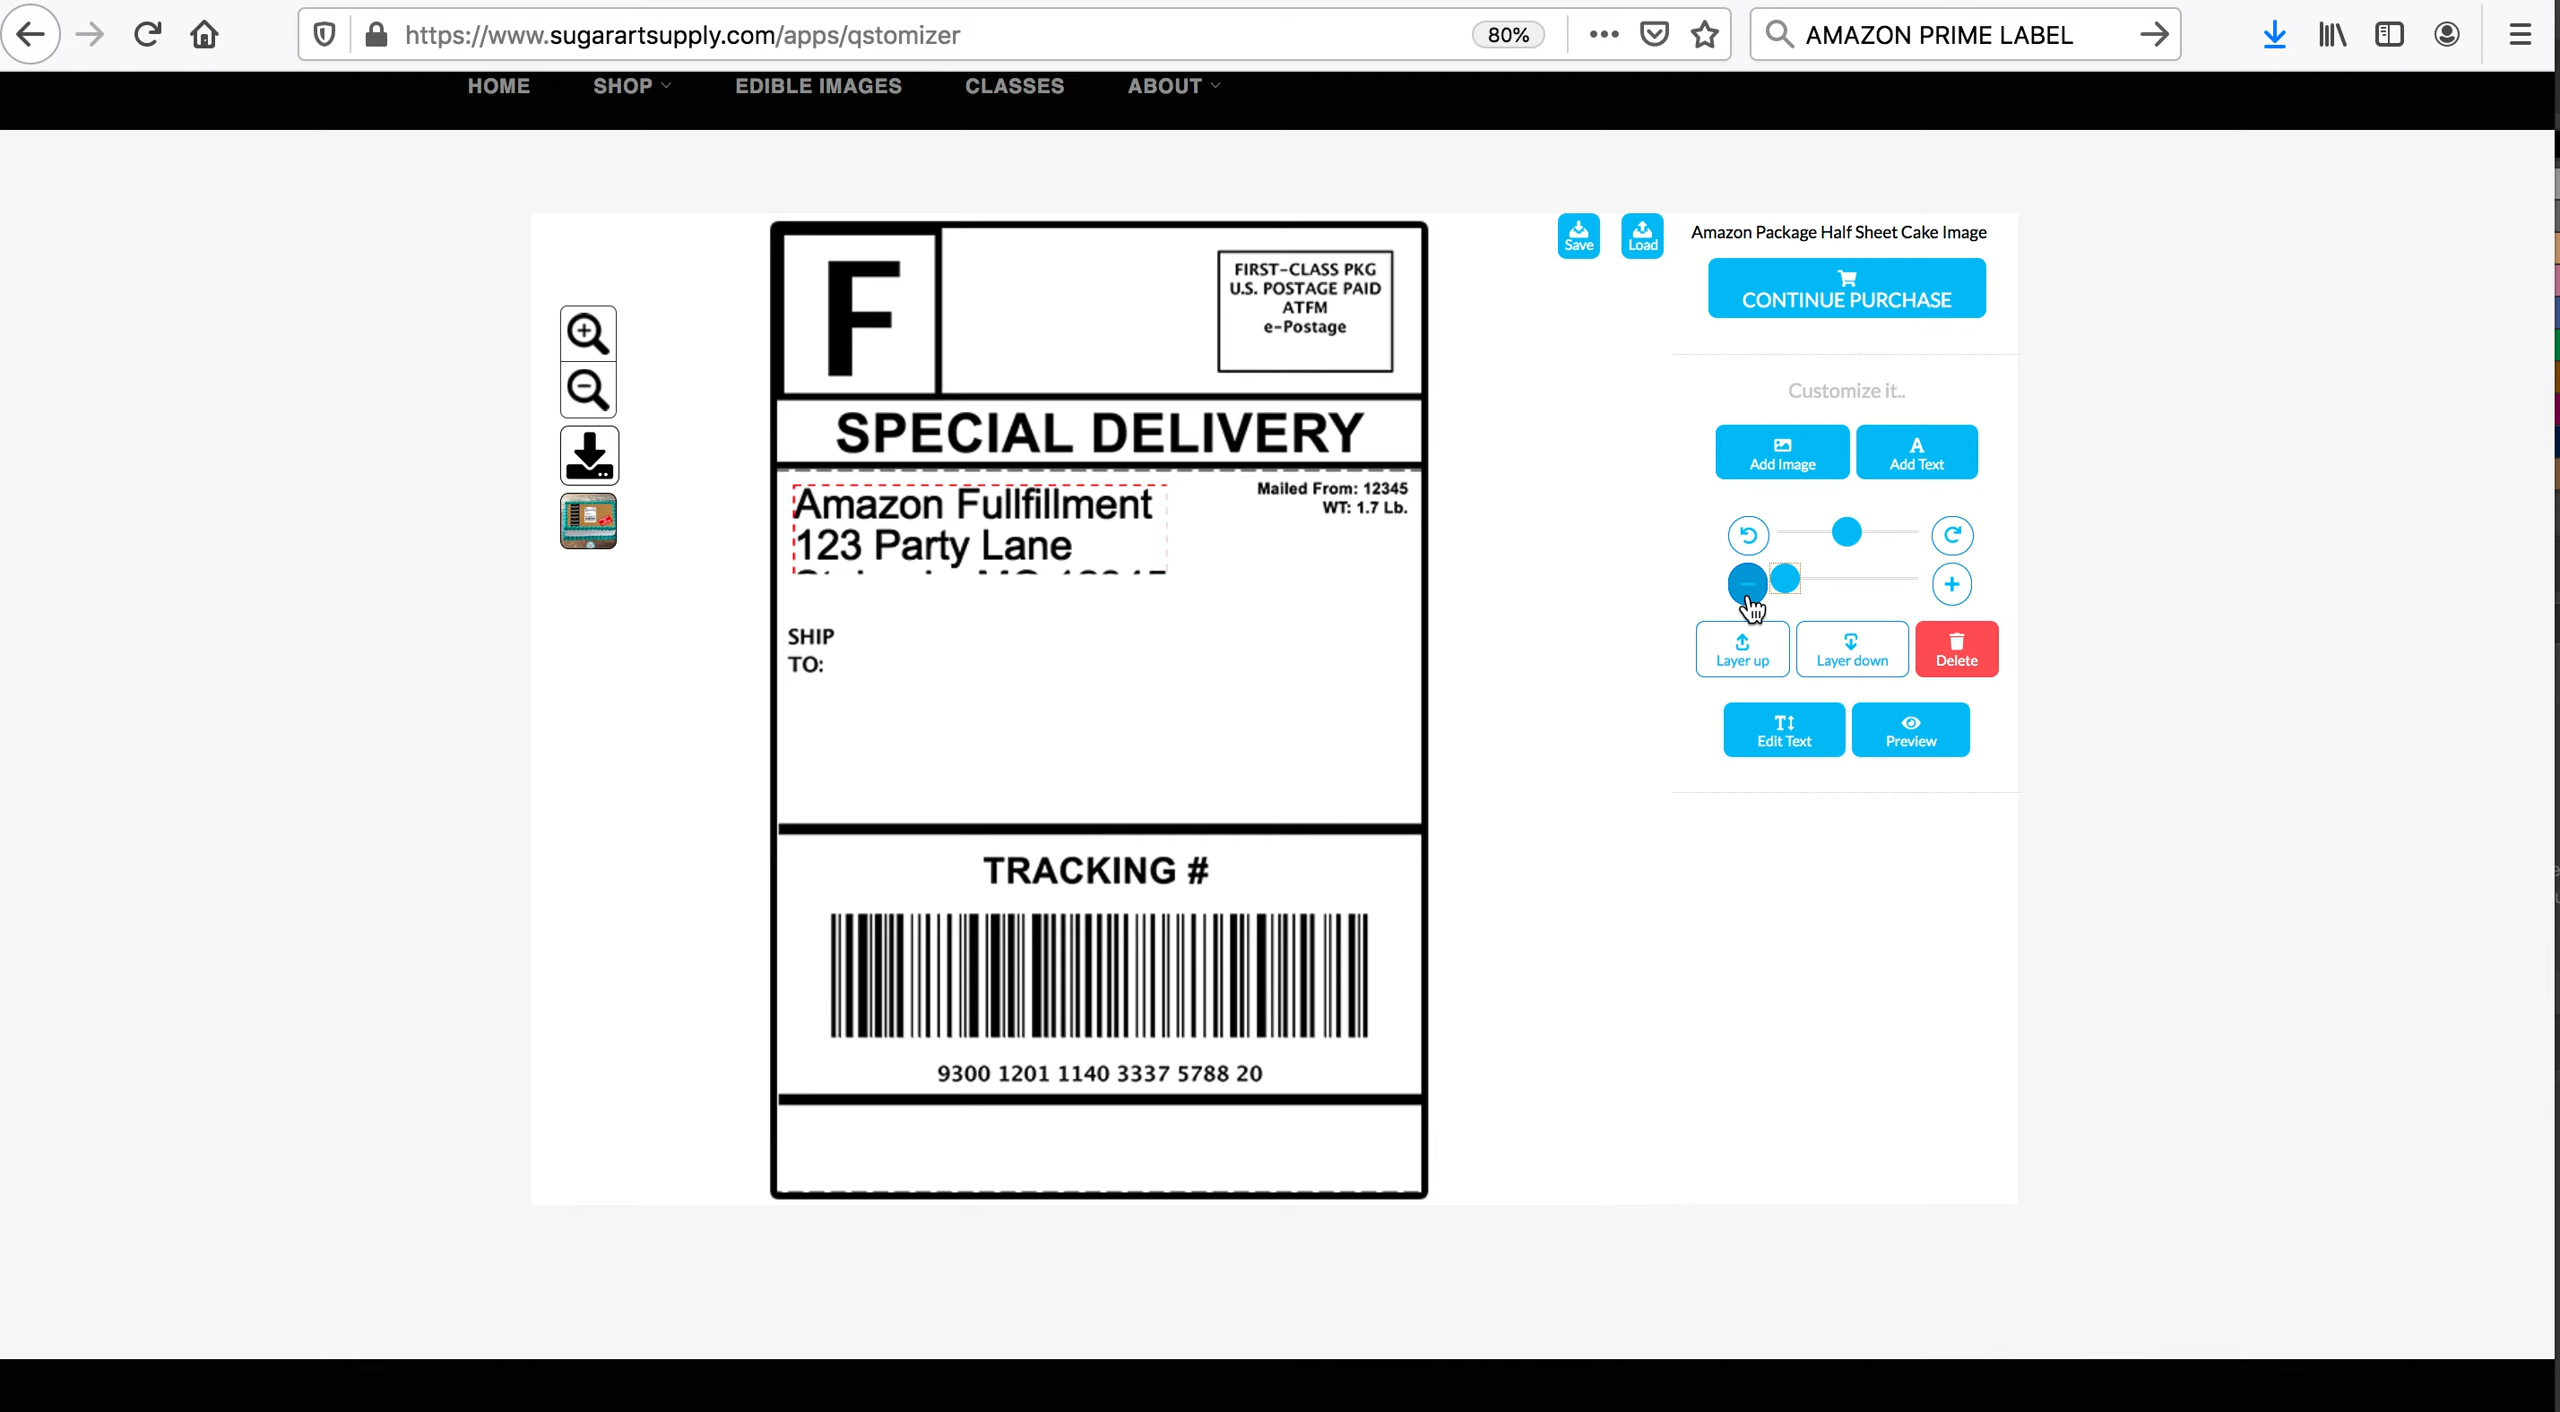 https://www.sugarartsupply.com/apps/qstomizer
80%
AMAZON PRIME LABEL
HOME
SHOP
EDIBLE IMAGES
CLASSES
ABOUT
Save
Load
Amazon Package Half Sheet Cake Image
CONTINUE PURCHASE
Customize it..
Add Image
Add Text
Layer up
Layer down
Delete
Edit Text
Preview
F
FIRST-CLASS PKG
U.S. POSTAGE PAID
ATFM
e-Postage
SPECIAL DELIVERY
Amazon Fullfillment
123 Party Lane
Mailed From: 12345
WT: 1.7 Lb.
SHIP
TO:
TRACKING #
9300 1201 1140 3337 5788 20